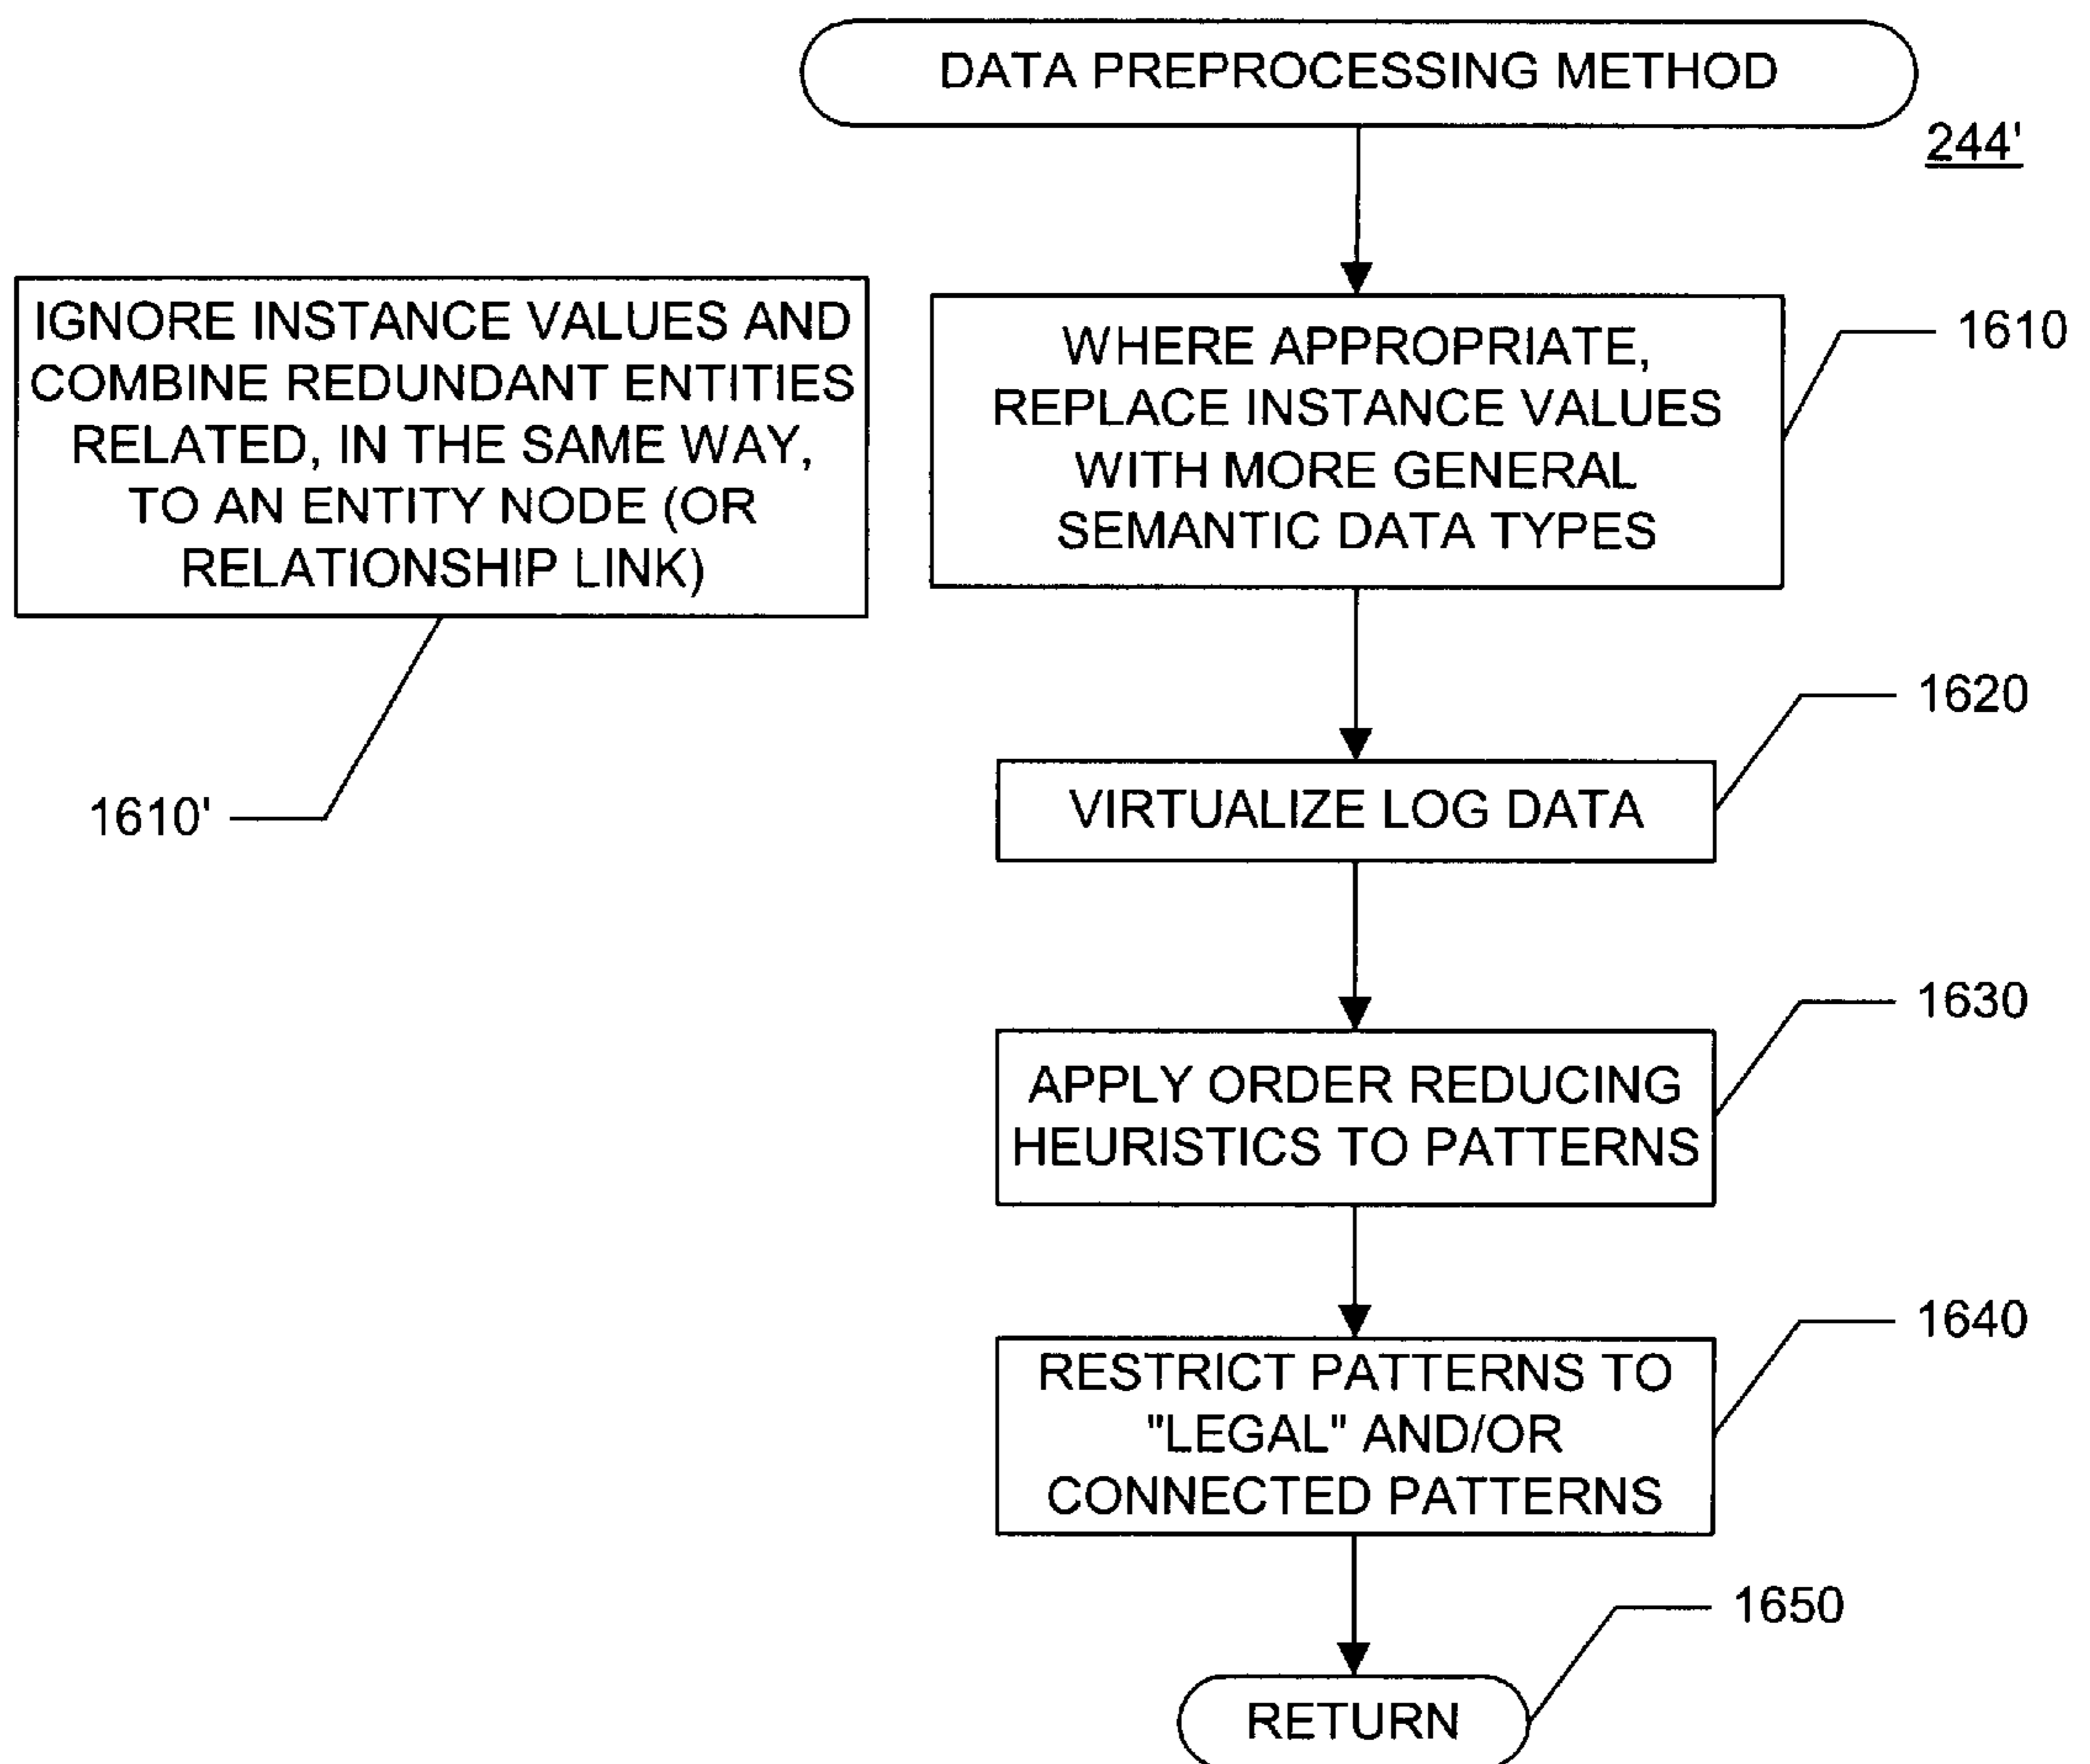 DATA PREPROCESSING METHOD
244'
IGNORE INSTANCE VALUES AND
COMBINE REDUNDANT ENTITIES
RELATED, IN THE SAME WAY,
TO AN ENTITY NODE (OR
RELATIONSHIP LINK)
1610'
WHERE APPROPRIATE,
REPLACE INSTANCE VALUES
WITH MORE GENERAL
SEMANTIC DATA TYPES
1610
VIRTUALIZE LOG DATA
1620
APPLY ORDER REDUCING
HEURISTICS TO PATTERNS
1630
RESTRICT PATTERNS TO
"LEGAL" AND/OR
CONNECTED PATTERNS
1640
RETURN
1650